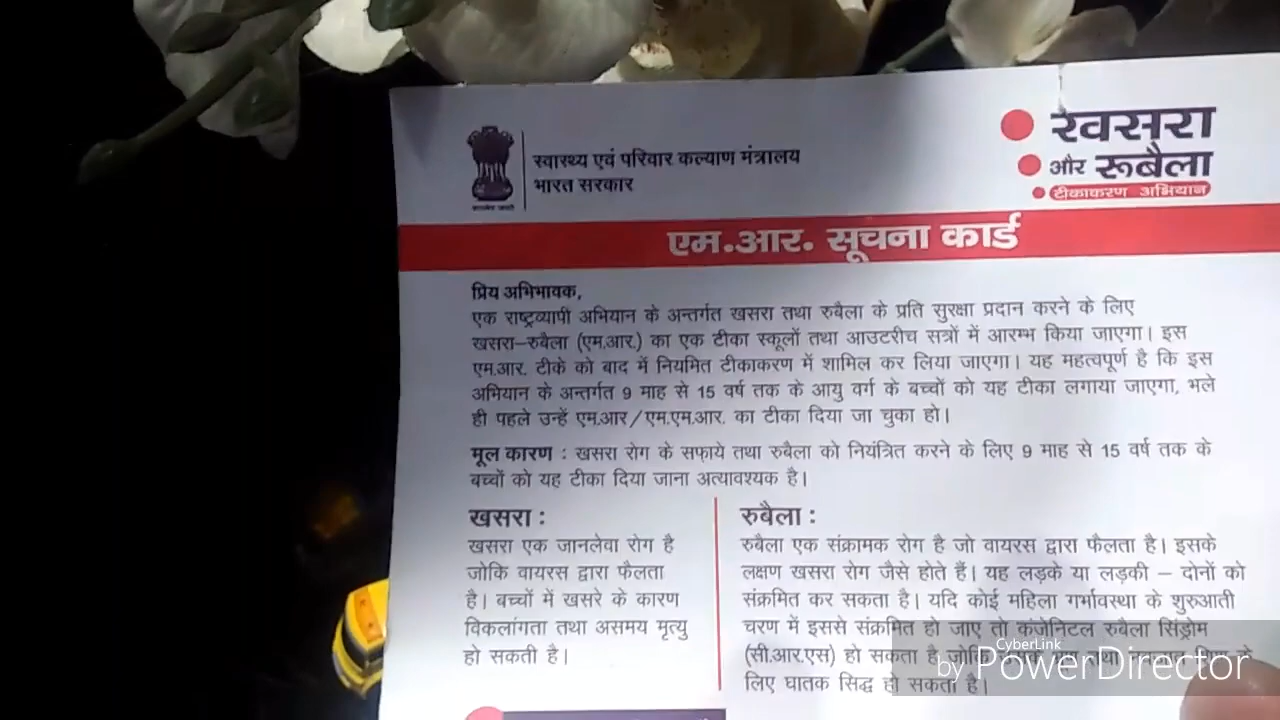 स्वास्थ्य एवं परिवार कल्याण मंत्रालय
भारत सरकार
खसरा
और रूबैला
टीकाकरण अभियान
एम.आर. सूचना कार्ड
प्रिय अभिभावक,
एक राष्ट्रव्यापी अभियान के अन्तर्गत खसरा तथा रुबैला के प्रति सुरक्षा प्रदान करने के लिए
खसरा–रुबैला (एम.आर.) का एक टीका स्कूलों तथा आउटरीच सत्रों में आरम्भ किया जाएगा। इस
एम.आर. टीके को बाद में नियमित टीकाकरण में शामिल कर लिया जाएगा। यह महत्वपूर्ण है कि इस
अभियान के अन्तर्गत 9 माह से 15 वर्ष तक के आयु वर्ग के बच्चों को यह टीका लगाया जाएगा, भले
ही पहले उन्हें एम.आर/एम.एम.आर. का टीका दिया जा चुका हो।
मूल कारण : खसरा रोग के सफ़ाये तथा रुबैला को नियंत्रित करने के लिए 9 माह से 15 वर्ष तक के
बच्चों को यह टीका दिया जाना अत्यावश्यक है।
खसरा :
खसरा एक जानलेवा रोग है
जोकि वायरस द्वारा फैलता
है। बच्चों में खसरे के कारण
विकलांगता तथा असमय मृत्यु
हो सकती है।
रुबैला :
रुबैला एक संक्रामक रोग है जो वायरस द्वारा फैलता है। इसके
लक्षण खसरा रोग जैसे होते हैं। यह लड़के या लड़की – दोनों को
संक्रमित कर सकता है। यदि कोई महिला गर्भावस्था के शुरुआती
चरण में इससे संक्रमित हो जाए तो कंजेनिटल रुबैला सिंड्रोम
(सी.आर.एस) हो सकता है
लिए घातक सिद्ध हो सकता है।
CyberLink
by PowerDirector